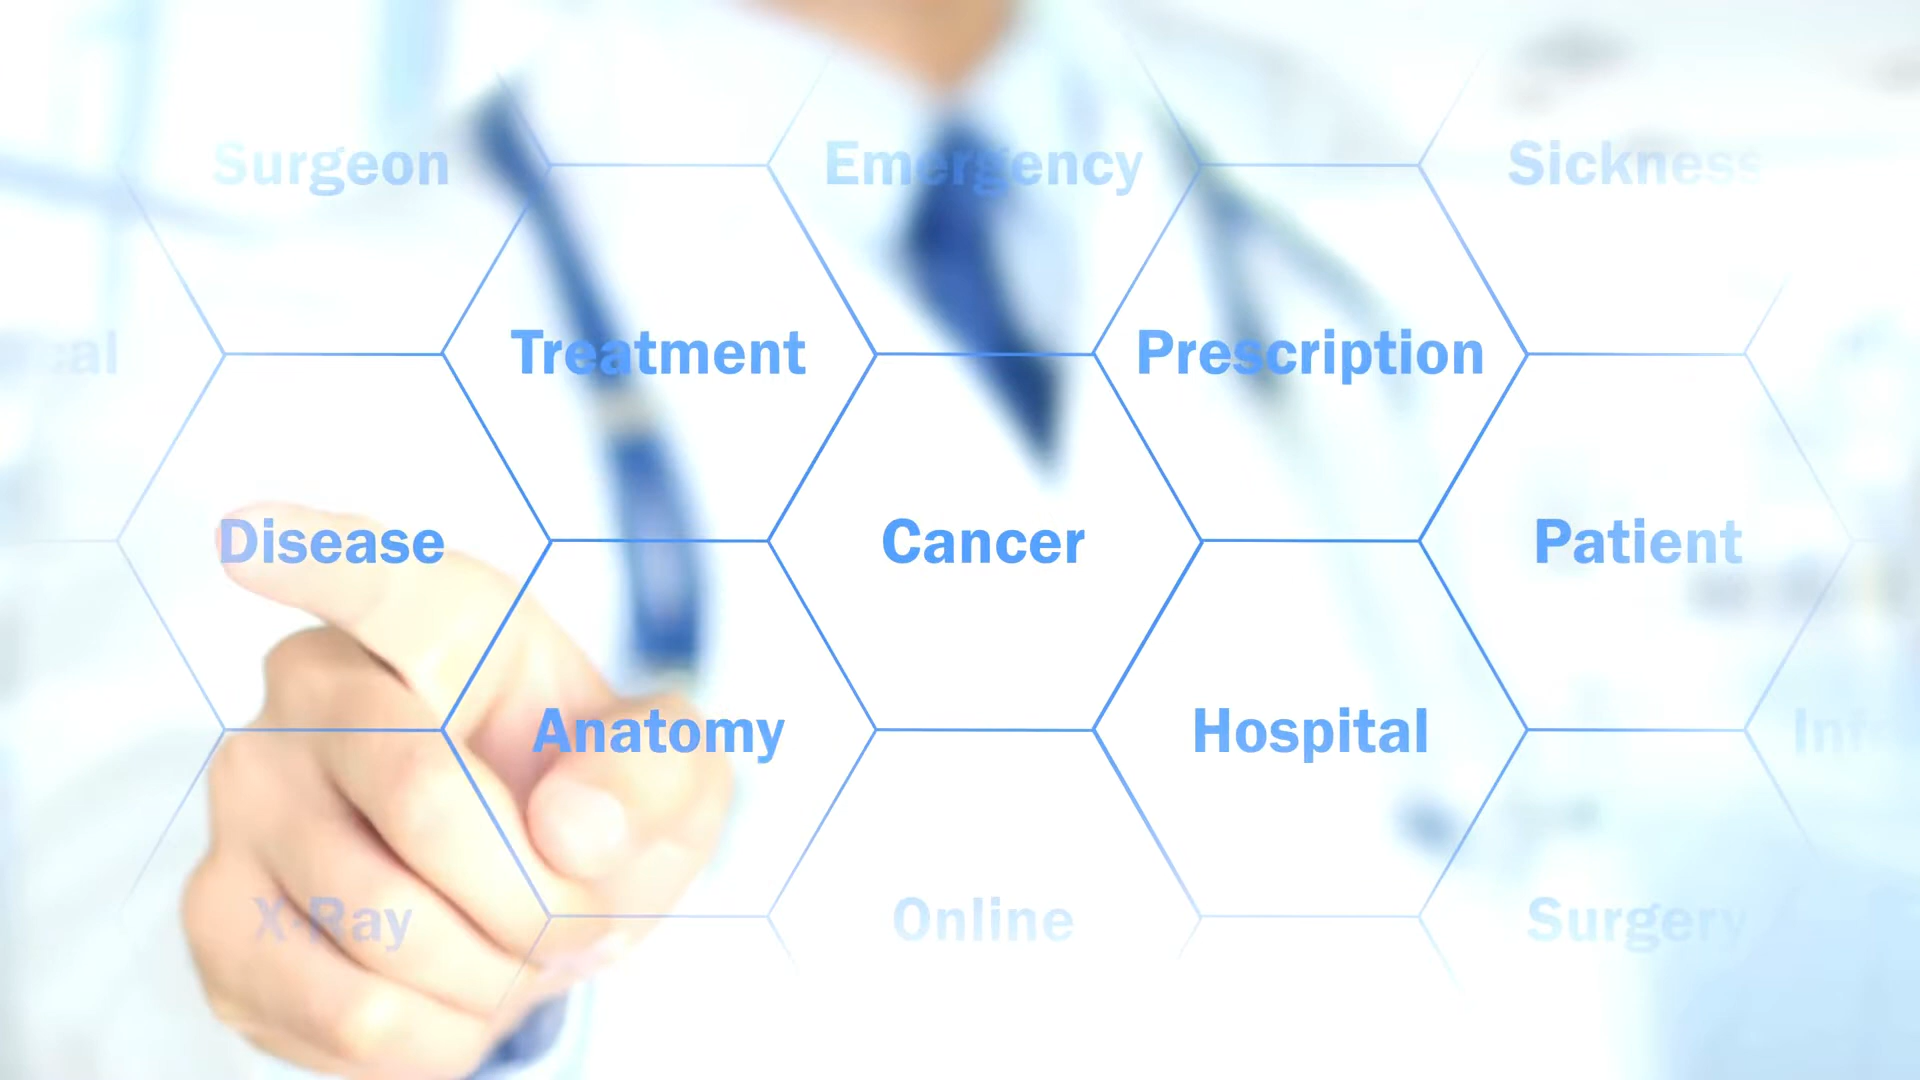 Surgeon
Emergency
Sickness
Treatment
Prescription
Disease
Cancer
Patient
Anatomy
Hospital
X-Ray
Online
Surgery